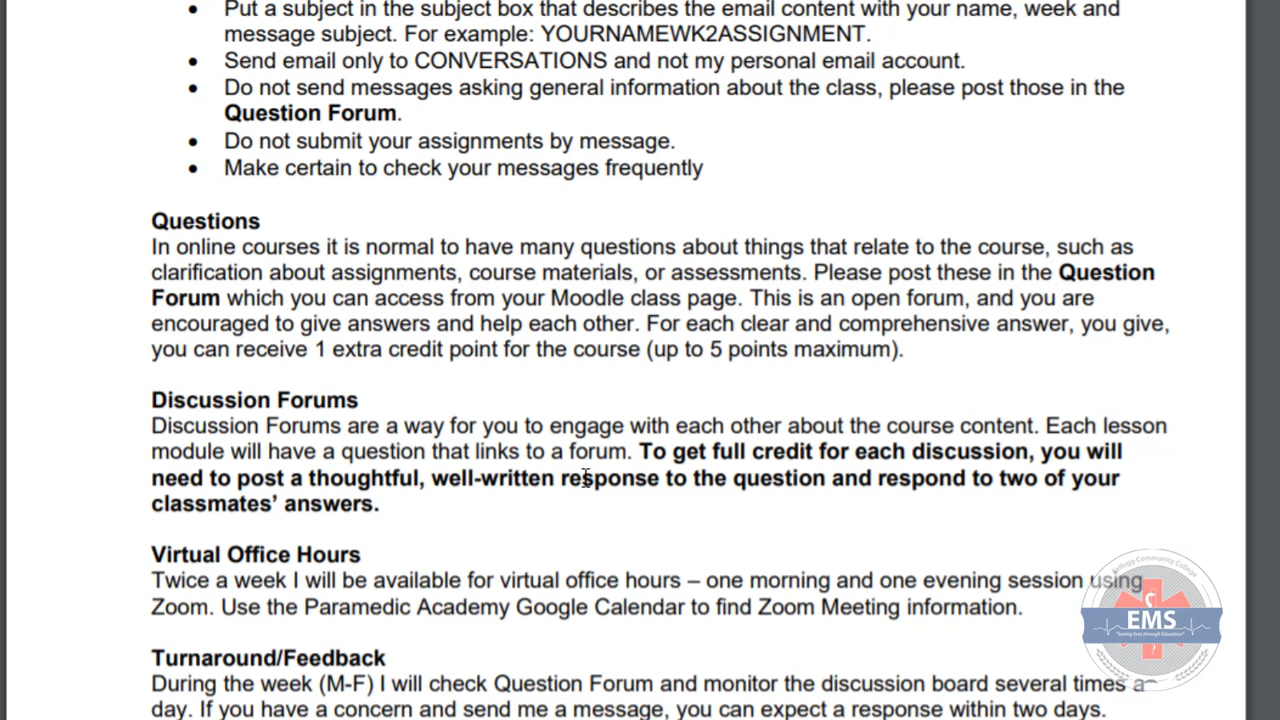 Put a subject in the subject box that describes the email content with your name, week and
message subject. For example: YOURNAMEWK2ASSIGNMENT.
Send email only to CONVERSATIONS and not my personal email account.
Do not send messages asking general information about the class, please post those in the
Question Forum.
Do not submit your assignments by message.
Make certain to check your messages frequently
Questions
In online courses it is normal to have many questions about things that relate to the course, such as
clarification about assignments, course materials, or assessments. Please post these in the Question
Forum which you can access from your Moodle class page. This is an open forum, and you are
encouraged to give answers and help each other. For each clear and comprehensive answer, you give,
you can receive 1 extra credit point for the course (up to 5 points maximum).
Discussion Forums
Discussion Forums are a way for you to engage with each other about the course content. Each lesson
module will have a question that links to a forum. To get full credit for each discussion, you will
need to post a thoughtful, well-written response to the question and respond to two of your
classmates’ answers.
Virtual Office Hours
Twice a week I will be available for virtual office hours – one morning and one evening session using
Zoom. Use the Paramedic Academy Google Calendar to find Zoom Meeting information.
Turnaround/Feedback
During the week (M-F) I will check Question Forum and monitor the discussion board several times a
day. If you have a concern and send me a message, you can expect a response within two days.
Kellogg Community College
EMS
"Saving lives through Education"